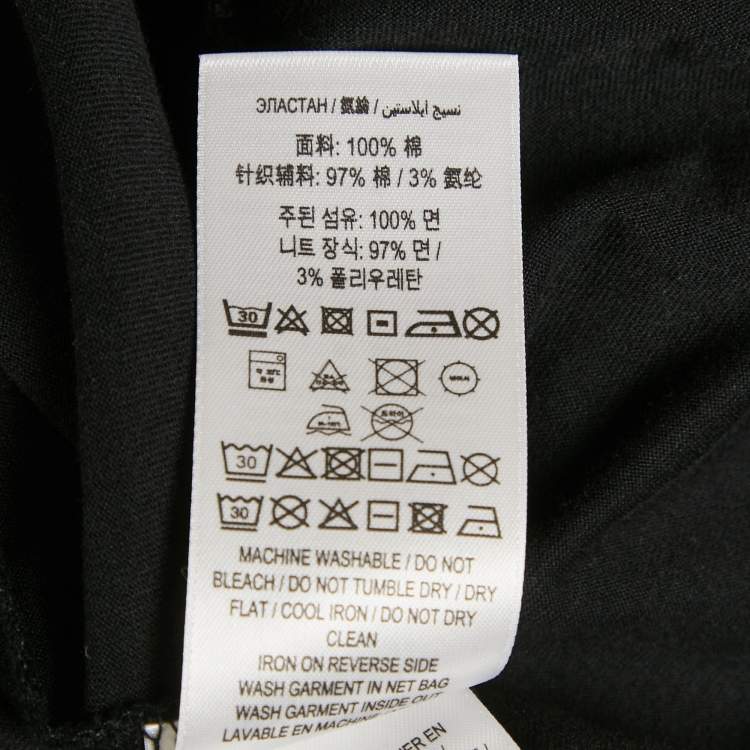 ЭЛАСТАН / 氨綸 / نسيج ايلاستين
面料: 100% 棉
针织辅料: 97% 棉 / 3% 氨纶
주된 섬유: 100% 면
니트 장식: 97% 면 /
3% 폴리우레탄
30
30
30
MACHINE WASHABLE / DO NOT
BLEACH / DO NOT TUMBLE DRY / DRY
FLAT / COOL IRON / DO NOT DRY
CLEAN
IRON ON REVERSE SIDE
WASH GARMENT IN NET BAG
WASH GARMENT INSIDE OUT
LAVABLE EN MACHINE